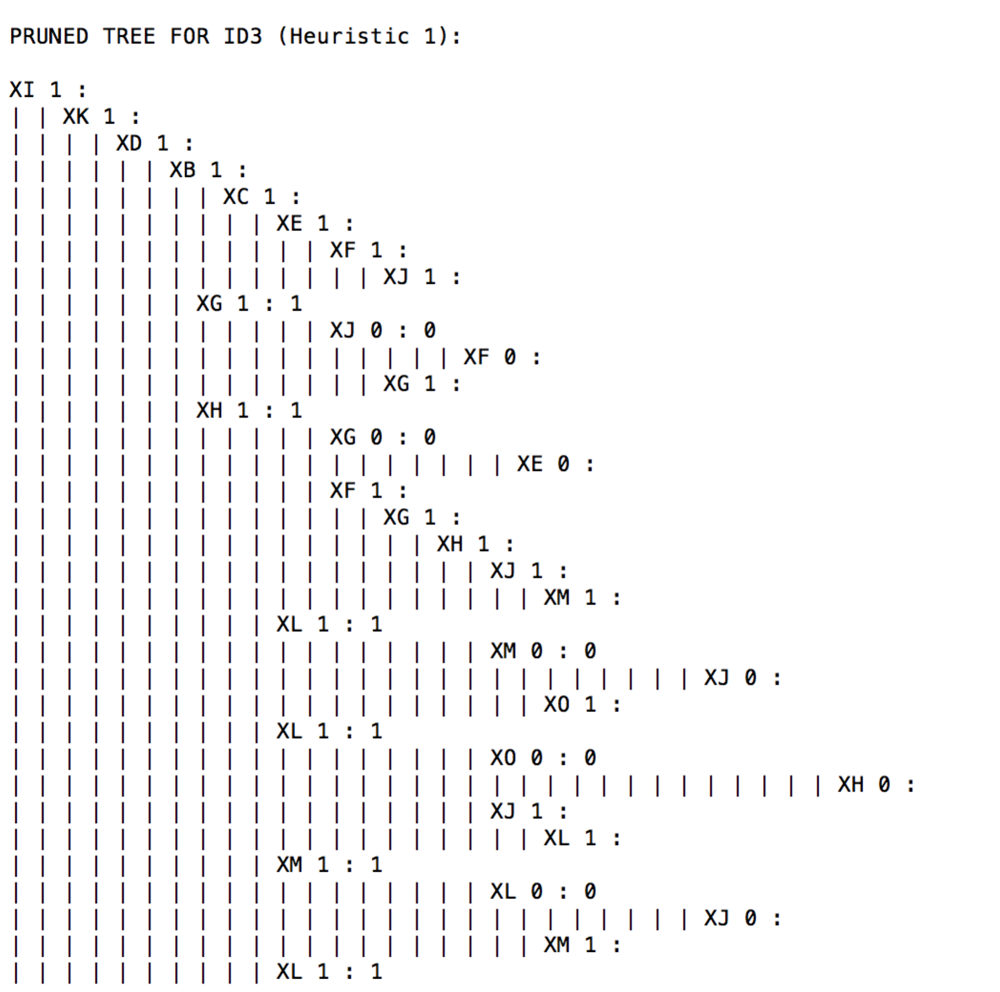 PRUNED TREE FOR ID3 (Heuristic 1):
XI 1 :
| | XK 1 :
| | | | XD 1 :
| | | | | | XB 1 :
| | | | | | | | XC 1 :
| | | | | | | | | | XE 1 :
| | | | | | | | | | | | XF 1 :
| | | | | | | | | | | | | | XJ 1 :
| | | | | | | XG 1 : 1
| | | | | | | | | | | | XJ 0 : 0
| | | | | | | | | | | | | | | | | XF 0 :
| | | | | | | | | | | | | | XG 1 :
| | | | | | | XH 1 : 1
| | | | | | | | | | | | XG 0 : 0
| | | | | | | | | | | | | | | | | | | XE 0 :
| | | | | | | | | | | | XF 1 :
| | | | | | | | | | | | | | XG 1 :
| | | | | | | | | | | | | | | | XH 1 :
| | | | | | | | | | | | | | | | | | XJ 1 :
| | | | | | | | | | | | | | | | | | | | XM 1 :
| | | | | | | | | | XL 1 : 1
| | | | | | | | | | | | | | | | | | XM 0 : 0
| | | | | | | | | | | | | | | | | | | | | | | | | | XJ 0 :
| | | | | | | | | | | | | | | | | | | | XO 1 :
| | | | | | | | | | XL 1 : 1
| | | | | | | | | | | | | | | | | | XO 0 : 0
| | | | | | | | | | | | | | | | | | | | | | | | | | | | | | | XH 0 :
| | | | | | | | | | | | | | | | | | XJ 1 :
| | | | | | | | | | | | | | | | | | | | XL 1 :
| | | | | | | | | | XM 1 : 1
| | | | | | | | | | | | | | | | | | XL 0 : 0
| | | | | | | | | | | | | | | | | | | | | | | | | | XJ 0 :
| | | | | | | | | | | | | | | | | | | | XM 1 :
| | | | | | | | | | XL 1 : 1